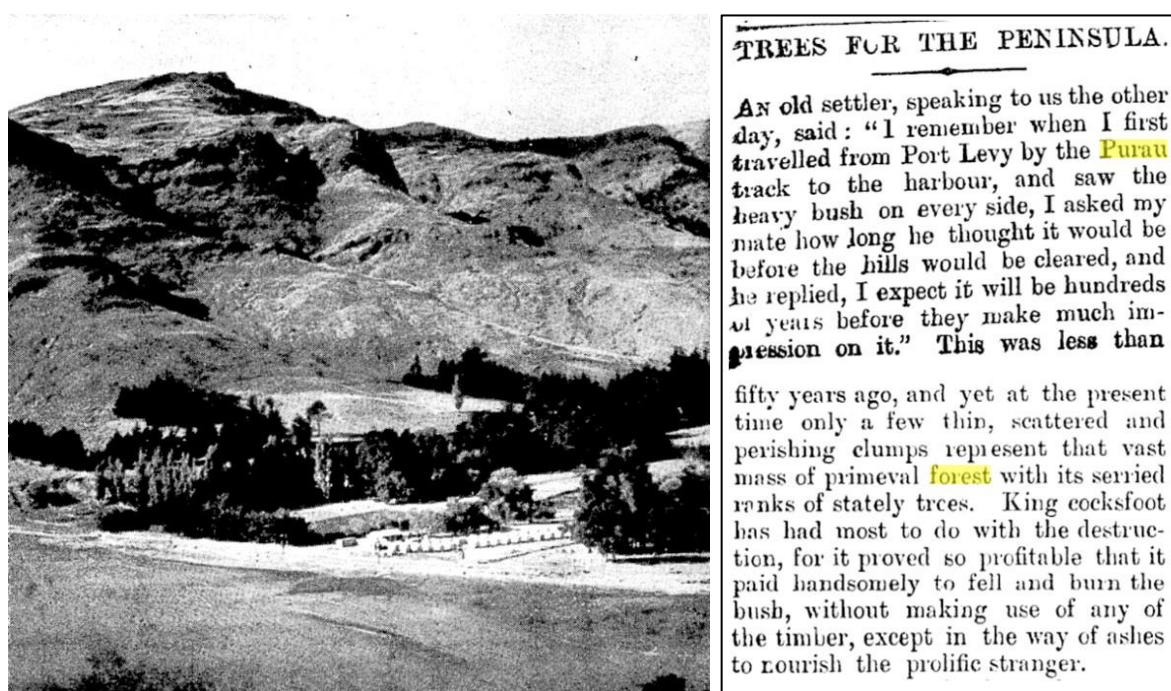 TREES FOR THE PENINSULA.
AN old settler, speaking to us the other
day, said: "I remember when I first
travelled from Port Levy by the Purau
track to the harbour, and saw the
heavy bush on every side, I asked my
mate how long he thought it would be
before the hills would be cleared, and
he replied, I expect it will be hundreds
of years before they make much im-
pression on it." This was less than
fifty years ago, and yet at the present
time only a few thin, scattered and
perishing clumps represent that vast
mass of primeval forest with its serried
ranks of stately trees. King cocksfoot
has had most to do with the destruc-
tion, for it proved so profitable that it
paid handsomely to fell and burn the
bush, without making use of any of
the timber, except in the way of ashes
to nourish the prolific stranger.